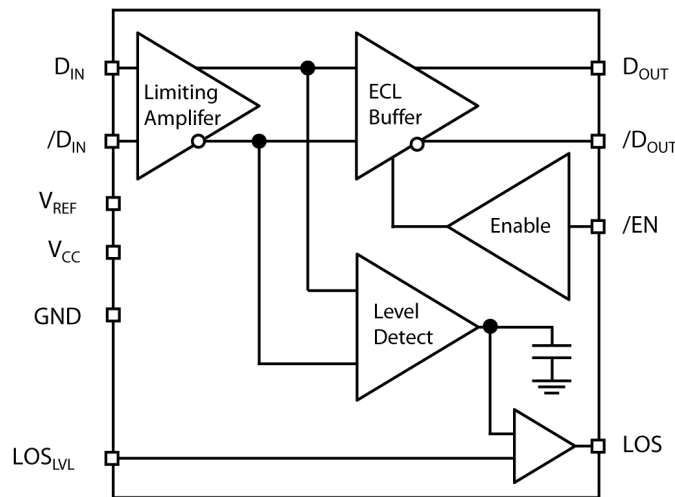 D_IN
Limiting
Amplifer
ECL
Buffer
D_OUT
/D_IN
/D_OUT
V_REF
Enable
/EN
V_CC
GND
Level
Detect
LOS_LVL
LOS